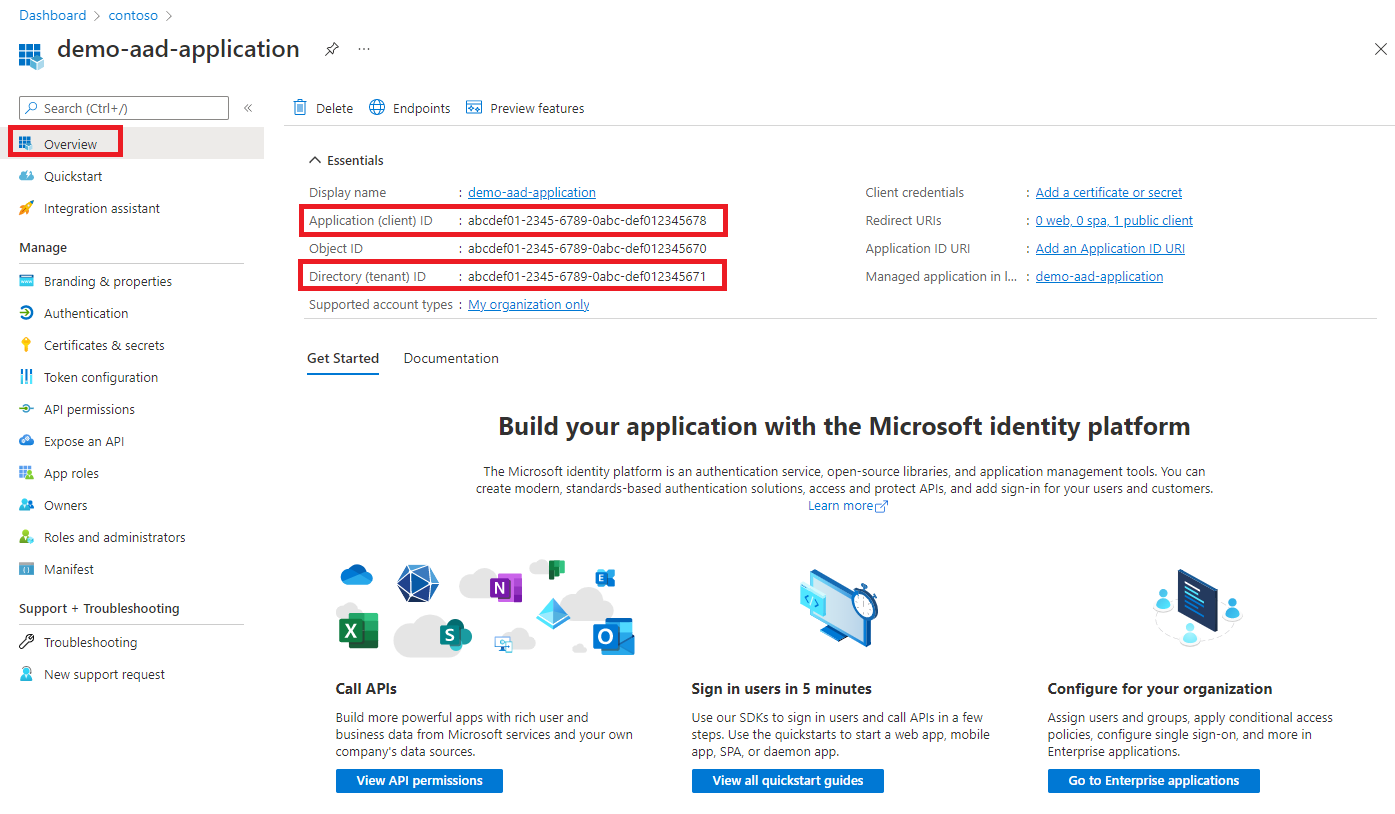 Dashboard > contoso >
demo-aad-application
...
Search (Ctrl+/)
«
Overview
Quickstart
Integration assistant
Manage
Branding & properties
Authentication
Certificates & secrets
Token configuration
API permissions
Expose an API
App roles
Owners
Roles and administrators
Manifest
Support + Troubleshooting
Troubleshooting
New support request
Delete Endpoints Preview features
Essentials
Display name : demo-aad-application
Application (client) ID : abcdef01-2345-6789-0abc-def012345678
Object ID : abcdef01-2345-6789-0abc-def012345670
Directory (tenant) ID : abcdef01-2345-6789-0abc-def012345671
Supported account types : My organization only
Client credentials : Add a certificate or secret
Redirect URIs : 0 web, 0 spa, 1 public client
Application ID URI : Add an Application ID URI
Managed application in l... : demo-aad-application
Get Started Documentation
Build your application with the Microsoft identity platform
The Microsoft identity platform is an authentication service, open-source libraries, and application management tools. You can
create modern, standards-based authentication solutions, access and protect APIs, and add sign-in for your users and customers.
Learn more
N
E
X
S
O
Call APIs
Build more powerful apps with rich user and
business data from Microsoft services and your own
company's data sources.
View API permissions
Sign in users in 5 minutes
Use our SDKs to sign in users and call APIs in a few
steps. Use the quickstarts to start a web app, mobile
app, SPA, or daemon app.
View all quickstart guides
Configure for your organization
Assign users and groups, apply conditional access
policies, configure single sign-on, and more in
Enterprise applications.
Go to Enterprise applications